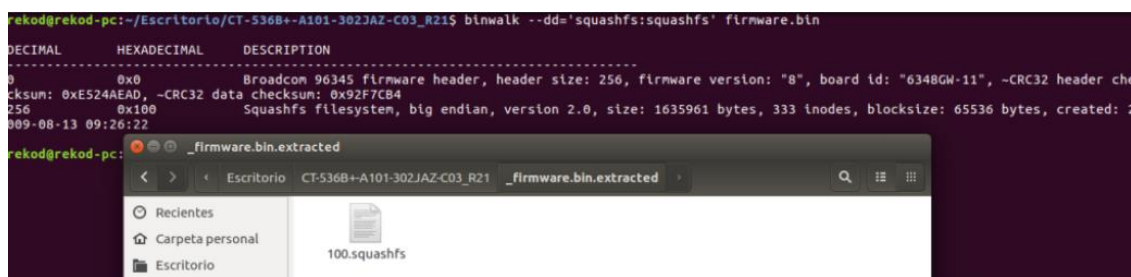 rekod@rekod-pc:~/Escritorio/CT-536B+-A101-302JAZ-C03_R21$ binwalk --dd='squashfs:squashfs' firmware.bin
DECIMAL HEXADECIMAL DESCRIPTION
--------------------------------------------------------------------------------
0 0x0 Broadcom 96345 firmware header, header size: 256, firmware version: "8", board id: "6348GW-11", ~CRC32 header che
cksum: 0xE524AEAD, ~CRC32 data checksum: 0x92F7CB4
256 0x100 Squashfs filesystem, big endian, version 2.0, size: 1635961 bytes, 333 inodes, blocksize: 65536 bytes, created: 2
009-08-13 09:26:22
rekod@rekod-pc:
_firmware.bin.extracted
Escritorio CT-536B+-A101-302JAZ-C03_R21 _firmware.bin.extracted
Recientes
Carpeta personal
Escritorio
100.squashfs